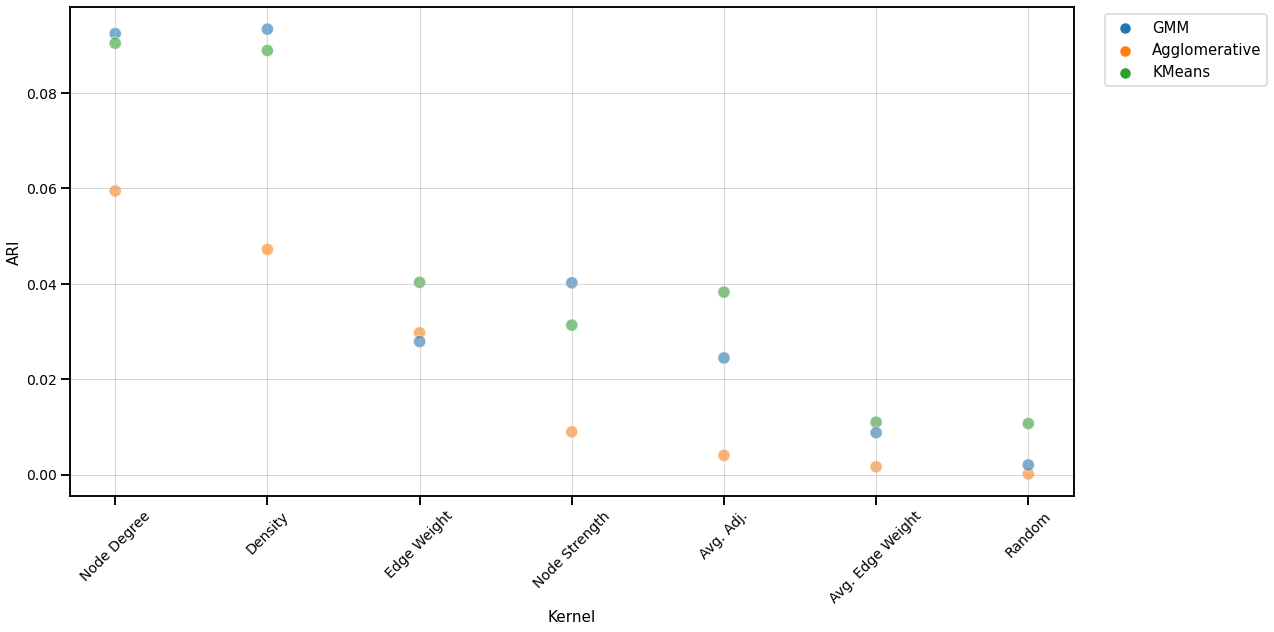 GMM
Agglomerative
KMeans
ARI
0.08
0.06
0.04
0.02
0.00
Node Degree
Density
Edge Weight
Node Strength
Avg. Adj.
Avg. Edge Weight
Random
Kernel